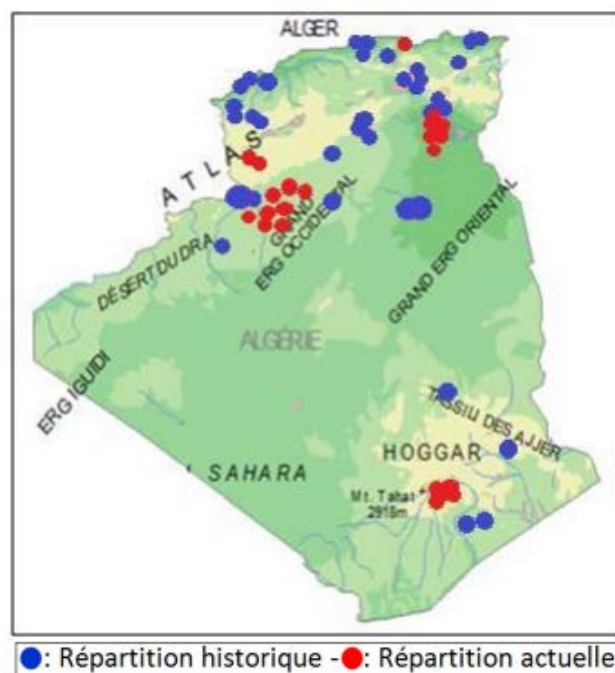 ALGER
ATLAS
GRAND
ERG OCCIDENTAL
GRAND ERG ORIENTAL
DÉSERT DU DRA
ALGÉRIE
ERG IGUIDI
DES AJJER
HOGGAR
SAHARA
Mt. Tahat
2918m
: Répartition historique - : Répartition actuelle